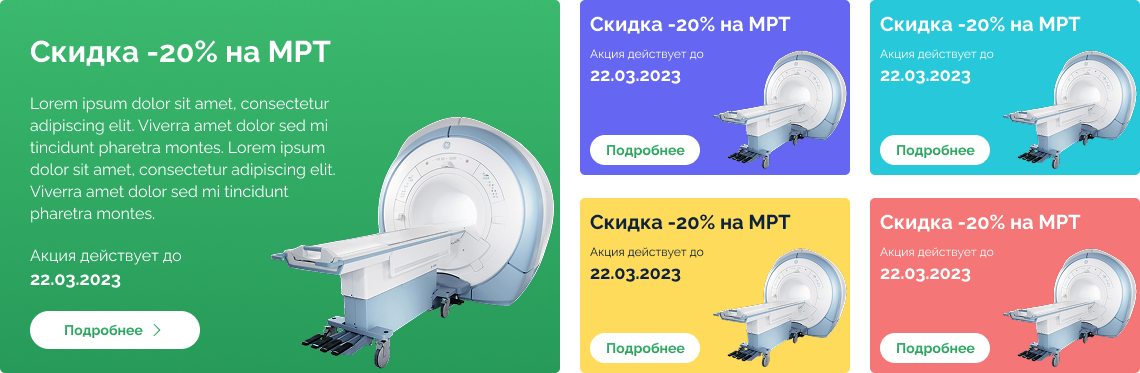 Скидка -20% на МРТ
Lorem ipsum dolor sit amet, consectetur
adipiscing elit. Viverra amet dolor sed mi
tincidunt pharetra montes. Lorem ipsum
dolor sit amet, consectetur adipiscing elit.
Viverra amet dolor sed mi tincidunt
pharetra montes.
Акция действует до
22.03.2023
Подробнее
Скидка -20% на МРТ
Акция действует до
22.03.2023
Подробнее
Скидка -20% на МРТ
Акция действует до
22.03.2023
Подробнее
Скидка -20% на МРТ
Акция действует до
22.03.2023
Подробнее
Скидка -20% на МРТ
Акция действует до
22.03.2023
Подробнее